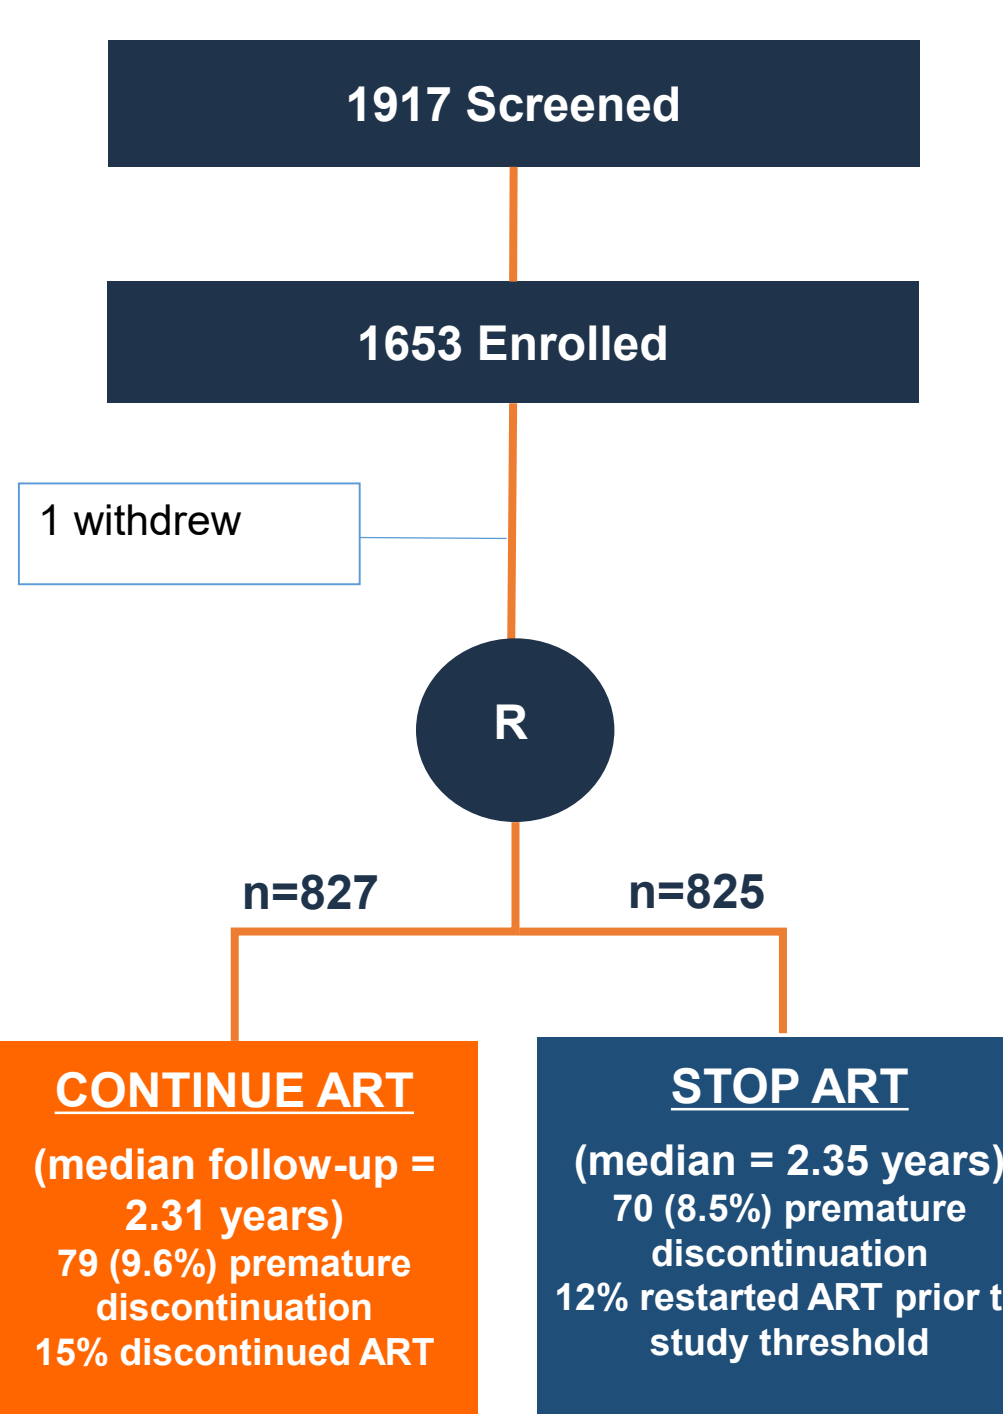 1917 Screened
1653 Enrolled
1 withdrew
R
n=827
n=825
CONTINUE ART
(median follow-up =
2.31 years)
79 (9.6%) premature
discontinuation
15% discontinued ART
STOP ART
(median = 2.35 years)
70 (8.5%) premature
discontinuation
12% restarted ART prior
study threshold